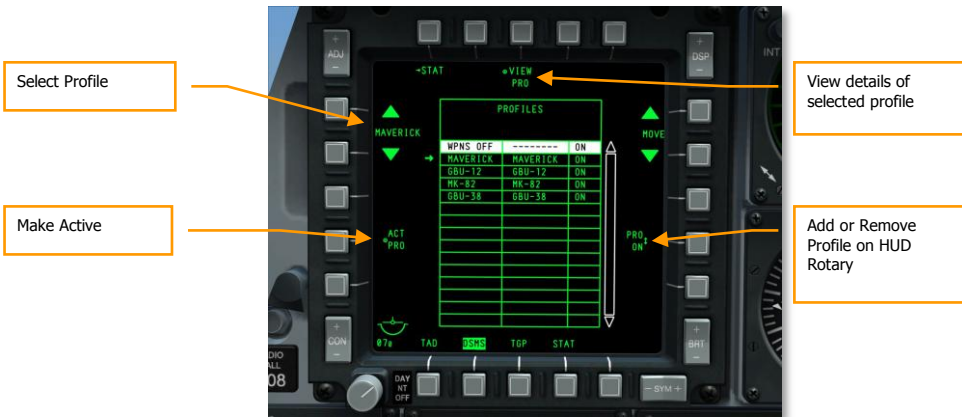 ADJ
DSP
INT
→STAT
VIEW
PRO
Select Profile
View details of
selected profile
PROFILES
MAVERICK
MOVE
WPNS OFF -------- ON
MAVERICK MAVERICK ON
GBU-12 GBU-12 ON
MK-82 MK-82 ON
GBU-38 GBU-38 ON
Make Active
Add or Remove
Profile on HUD
Rotary
ACT
PRO
PRO
ON
CON
BRT
TAD DSMS TGP STAT
ALL
08
DAY
NT
OFF
- SYM +